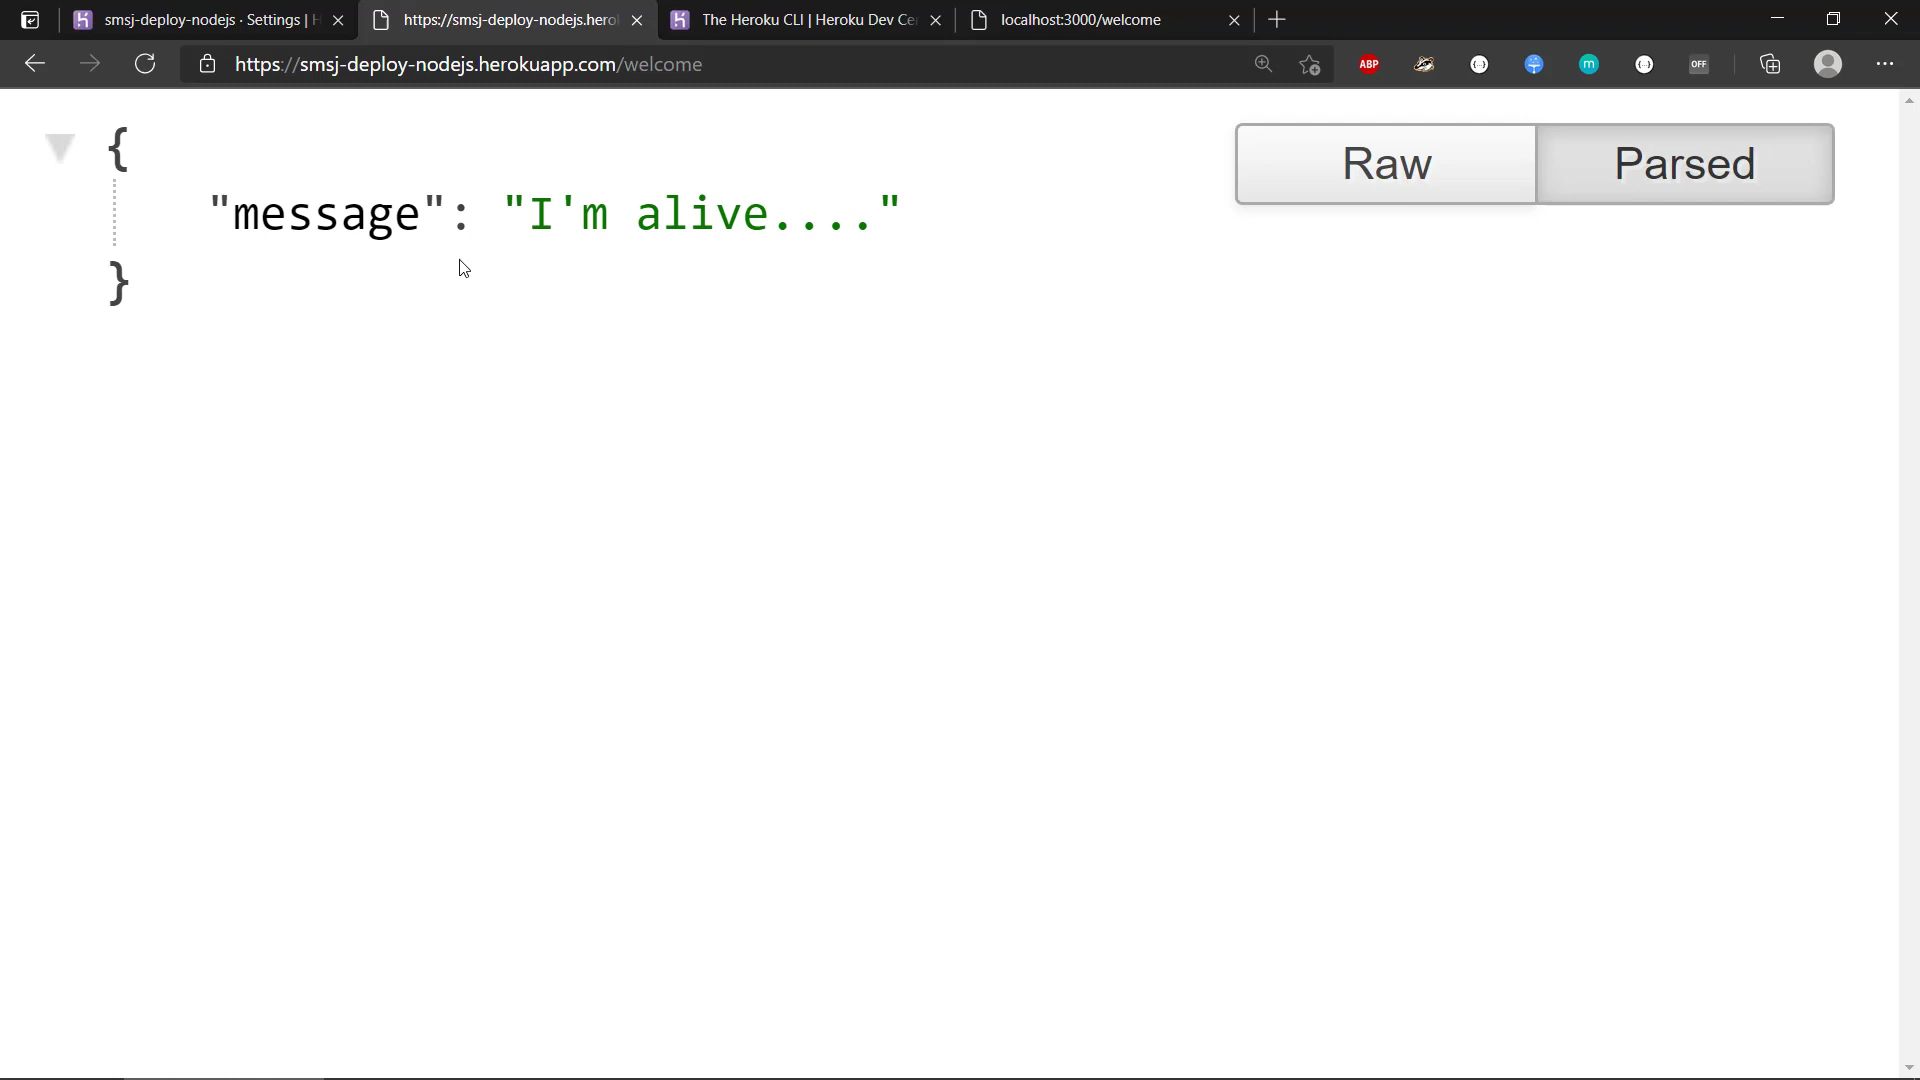 smsj-deploy-nodejs · Settings | H
https://smsj-deploy-nodejs.hero
The Heroku CLI | Heroku Dev Ce
localhost:3000/welcome
https://smsj-deploy-nodejs.herokuapp.com/welcome
ABP
{··}
m
{··}
OFF
{
Raw
Parsed
"message": "I'm alive...."
}